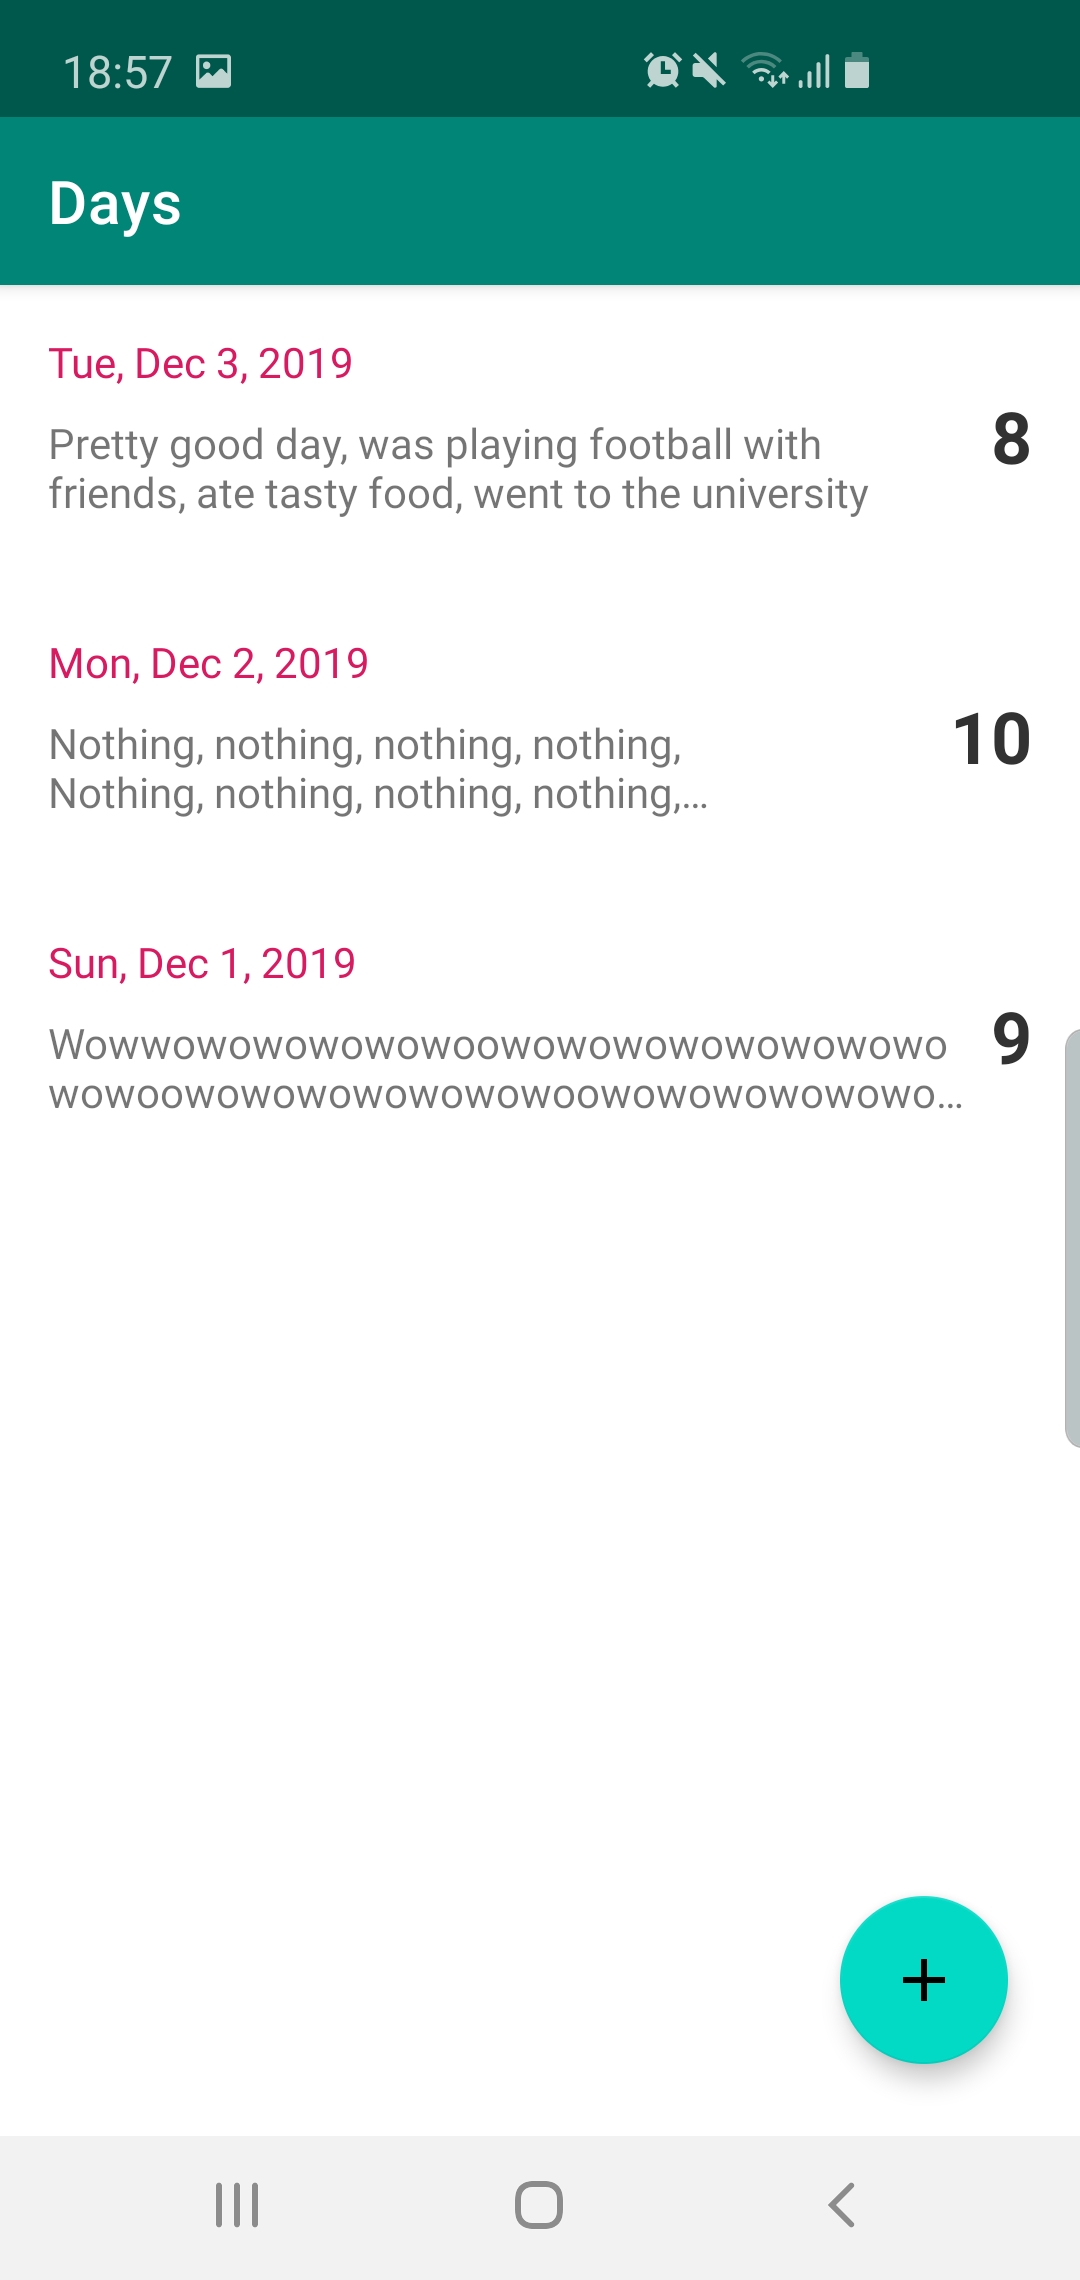 18:57
Days
Tue, Dec 3, 2019
Pretty good day, was playing football with
friends, ate tasty food, went to the university
8
Mon, Dec 2, 2019
Nothing, nothing, nothing, nothing,
Nothing, nothing, nothing, nothing,...
10
Sun, Dec 1, 2019
Wowwowowowowowoowowowowowowowowo
wowoowowowowowowowoowowowowowowo...
9